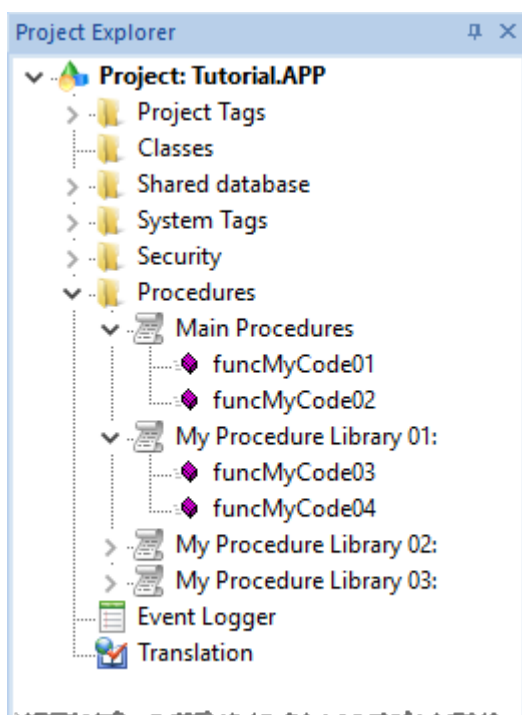 Project Explorer
Project: Tutorial.APP
Project Tags
Classes
Shared database
System Tags
Security
Procedures
Main Procedures
funcMyCode01
funcMyCode02
My Procedure Library 01:
funcMyCode03
funcMyCode04
My Procedure Library 02:
My Procedure Library 03:
Event Logger
Translation